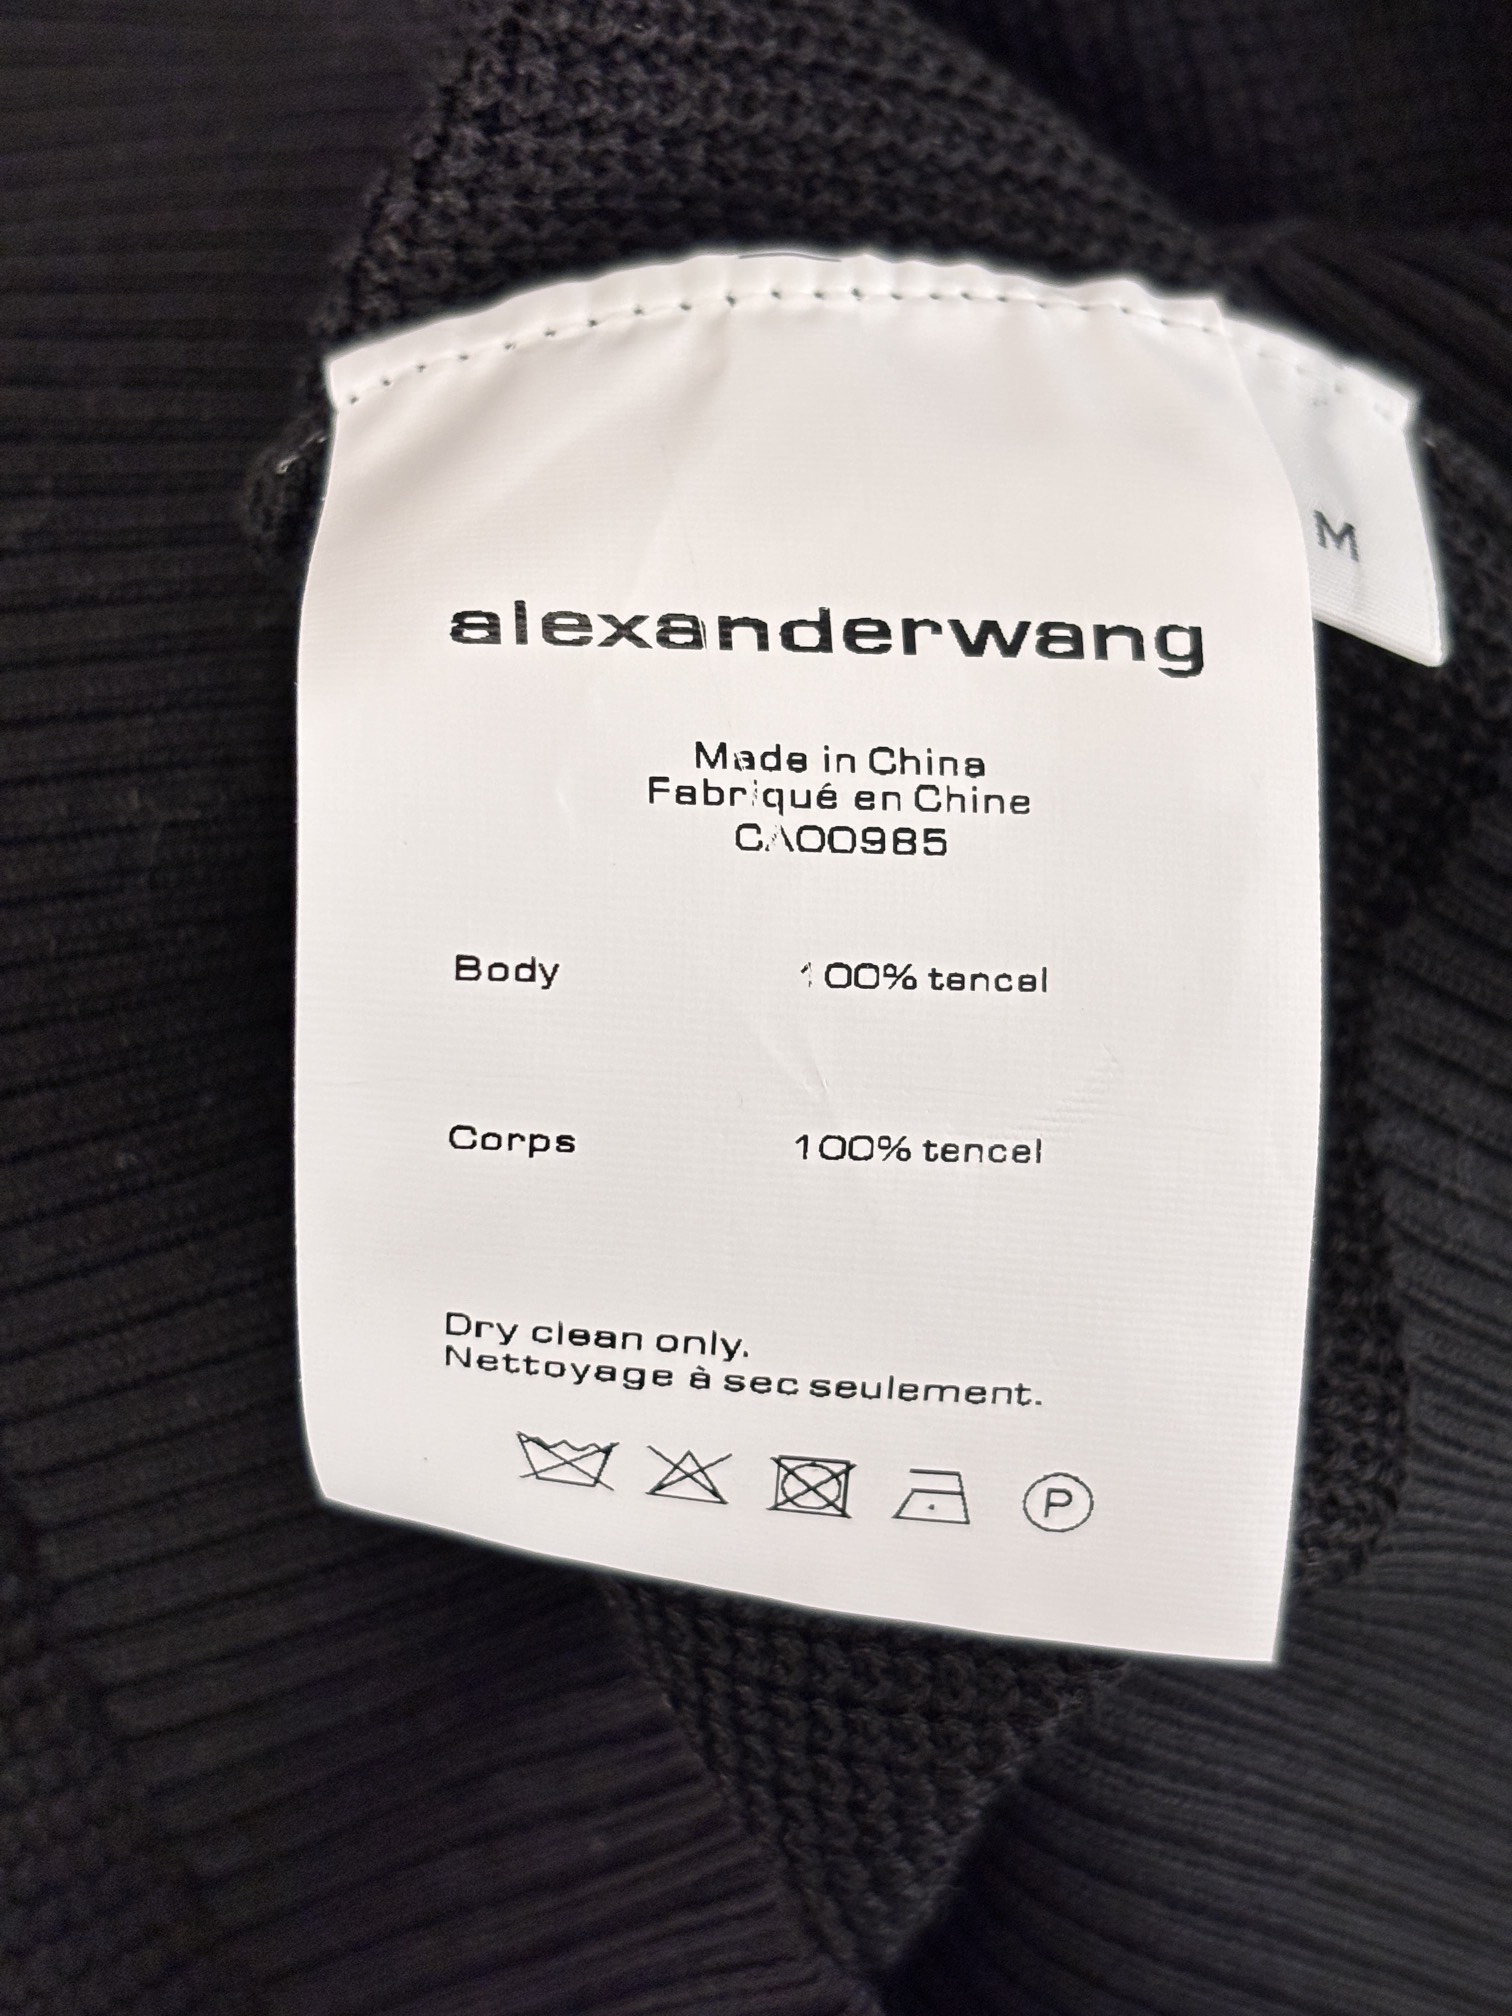 alexanderwang
M
Made in China
Fabriqué en Chine
CA00985
Body 100% tencel
Corps 100% tencel
Dry clean only.
Nettoyage à sec seulement.
P